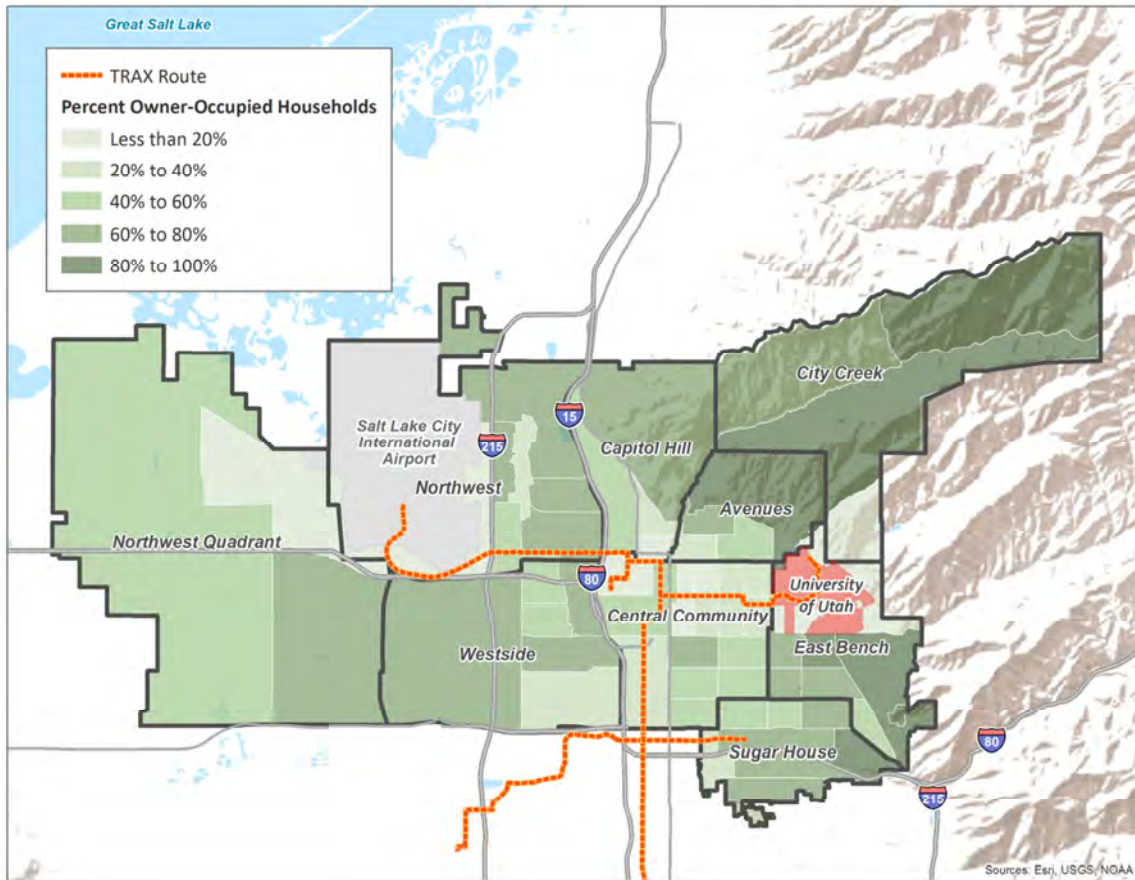 Great Salt Lake
TRAX Route
Percent Owner-Occupied Households
Less than 20%
20% to 40%
40% to 60%
60% to 80%
80% to 100%
City Creek
Salt Lake City
International
Airport
15
215
Capitol Hill
Northwest
Avenues
Northwest Quadrant
80
University
of Utah
Central Community
East Bench
Westside
Sugar House
80
215
Sources: Esri, USGS, NOAA